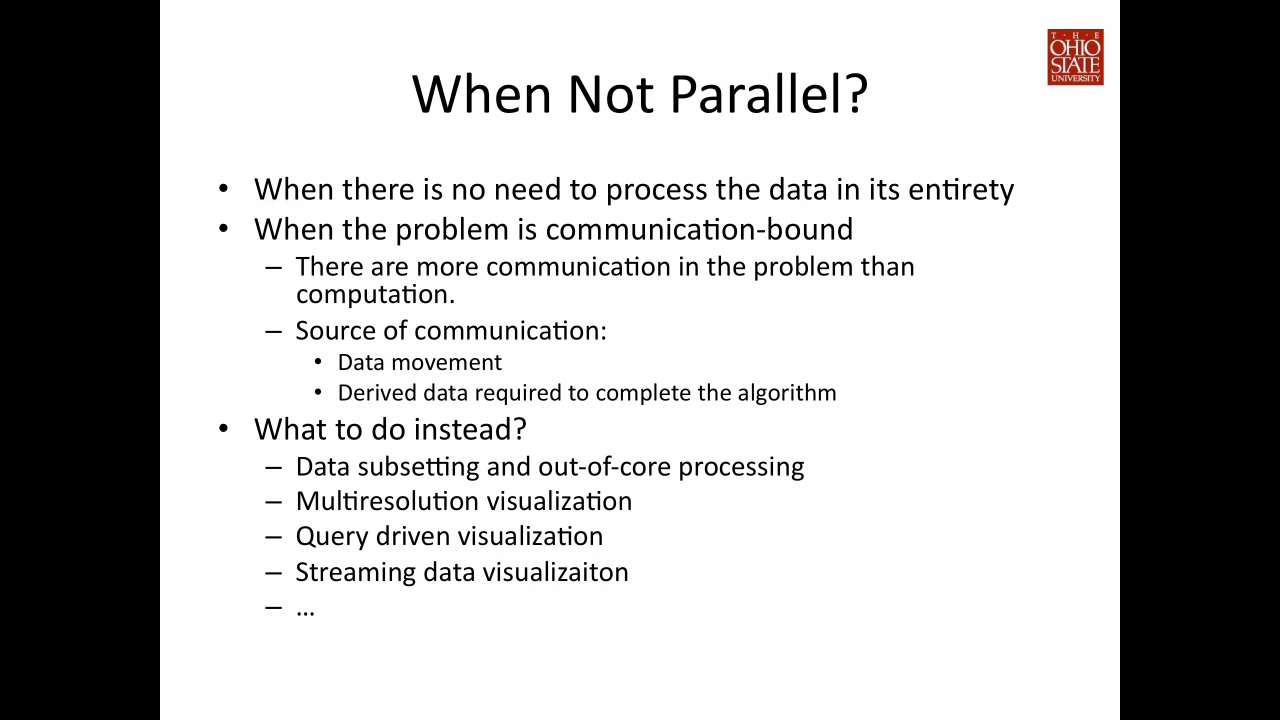 T · H · E
OHIO
STATE
UNIVERSITY
When Not Parallel?
• When there is no need to process the data in its entirety
• When the problem is communication-bound
– There are more communication in the problem than
computation.
– Source of communication:
• Data movement
• Derived data required to complete the algorithm
• What to do instead?
– Data subsetting and out-of-core processing
– Multiresolution visualization
– Query driven visualization
– Streaming data visualizaiton
– …